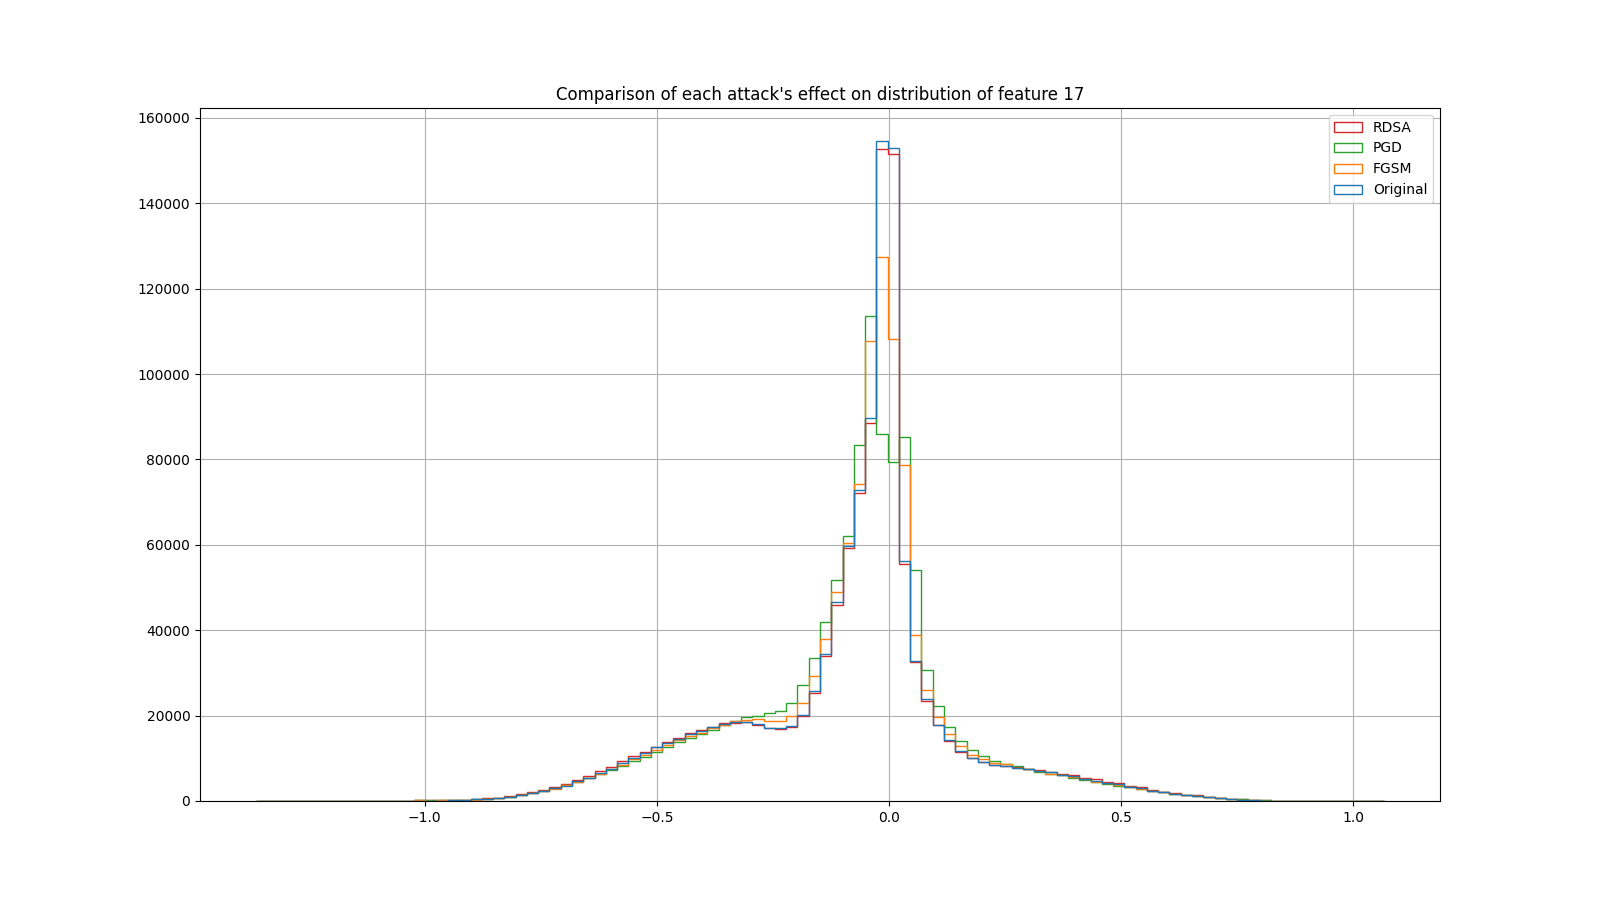 Comparison of each attack's effect on distribution of feature 17
160000
140000
120000
100000
80000
60000
40000
20000
0
−1.0
−0.5
0.0
0.5
1.0
RDSA
PGD
FGSM
Original